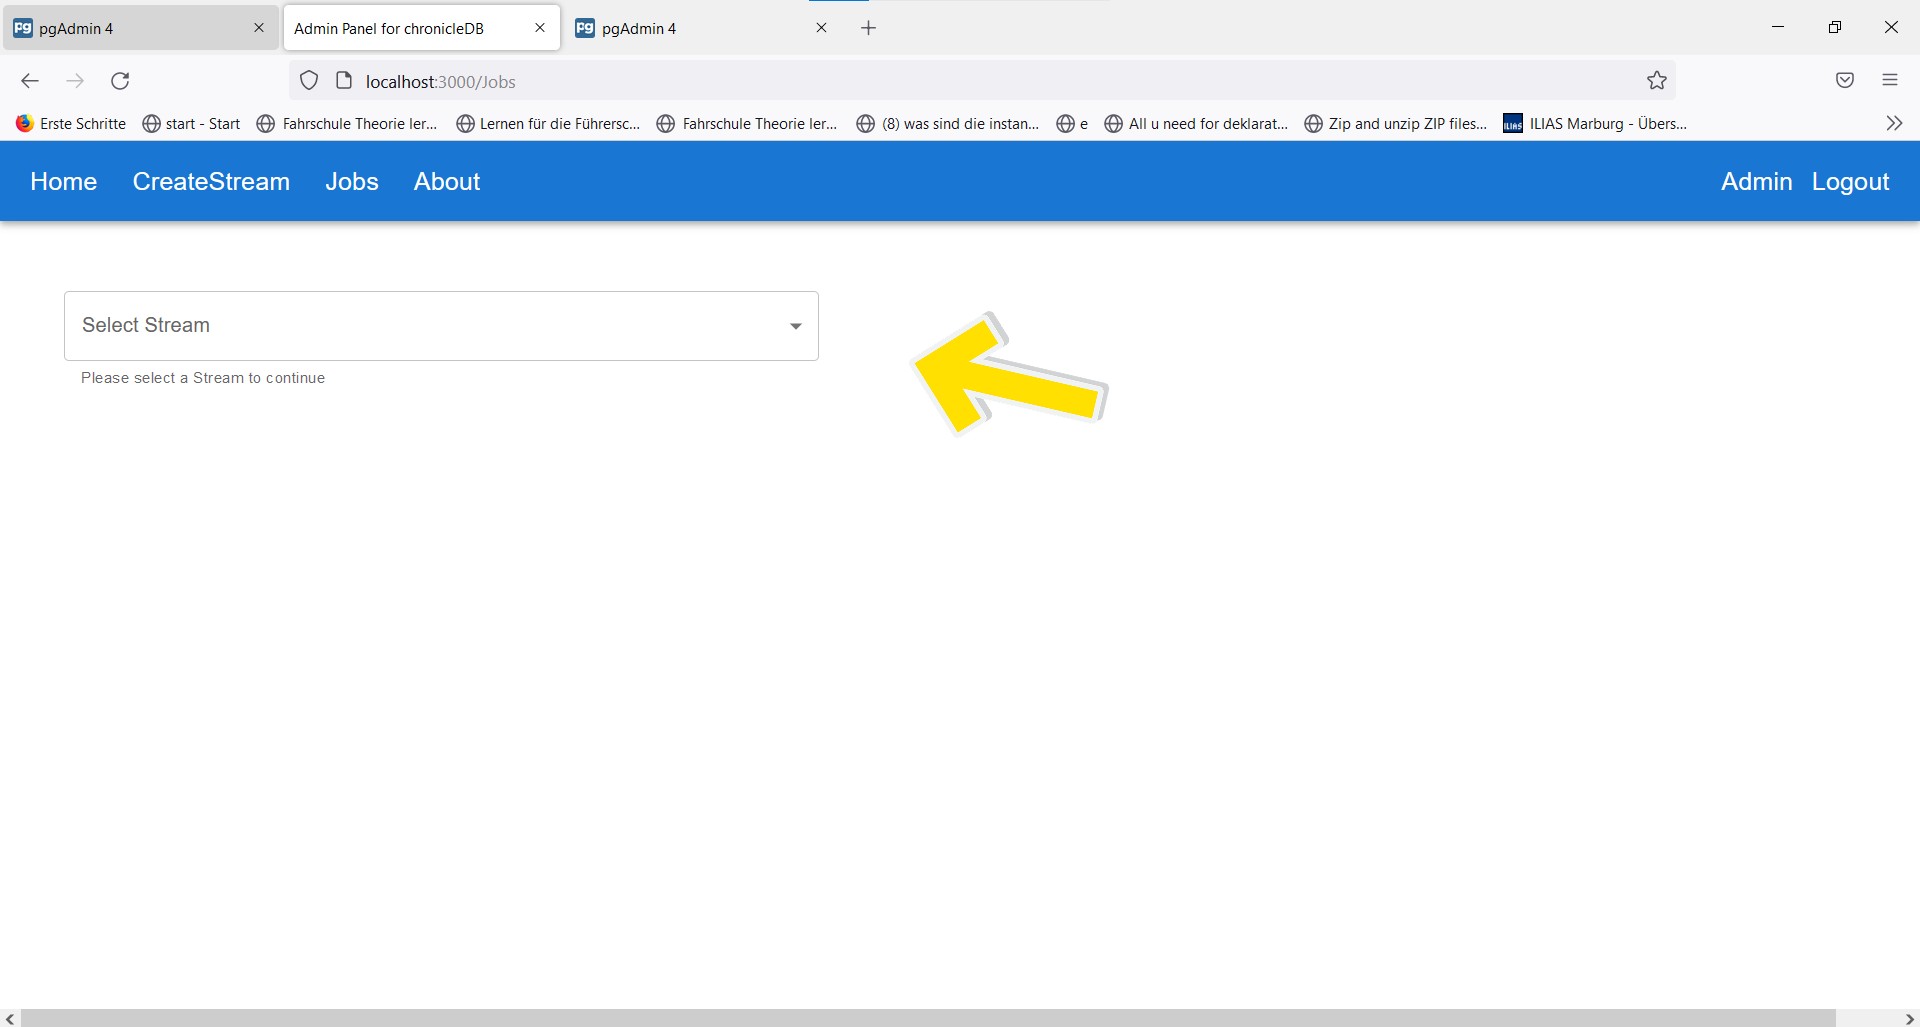 pgAdmin 4
Admin Panel for chronicleDB
pgAdmin 4
localhost:3000/Jobs
Erste Schritte
start - Start
Fahrschule Theorie ler...
Lernen für die Führersc...
Fahrschule Theorie ler...
(8) was sind die instan...
e
All u need for deklarat...
Zip and unzip ZIP files...
ILIAS Marburg - Übers...
Home
CreateStream
Jobs
About
Admin
Logout
Select Stream
Please select a Stream to continue